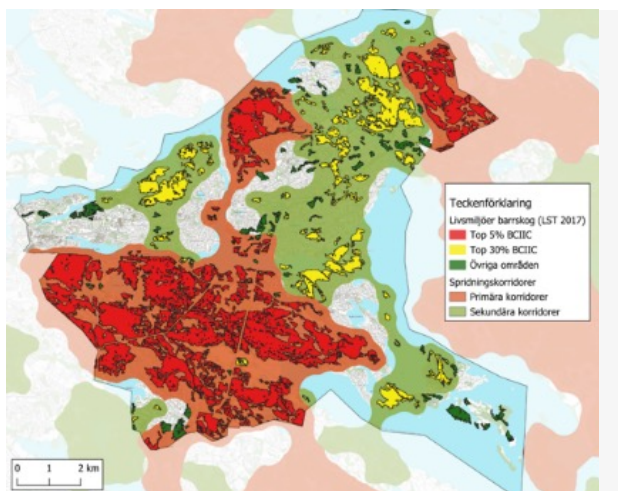 Teckenförklaring
Livsmiljöer barrskog (LST 2017)
Top 5% BCIIC
Top 30% BCIIC
Övriga områden
Spridningskorridorer
Primära korridorer
Sekundära korridorer
0 1 2 km